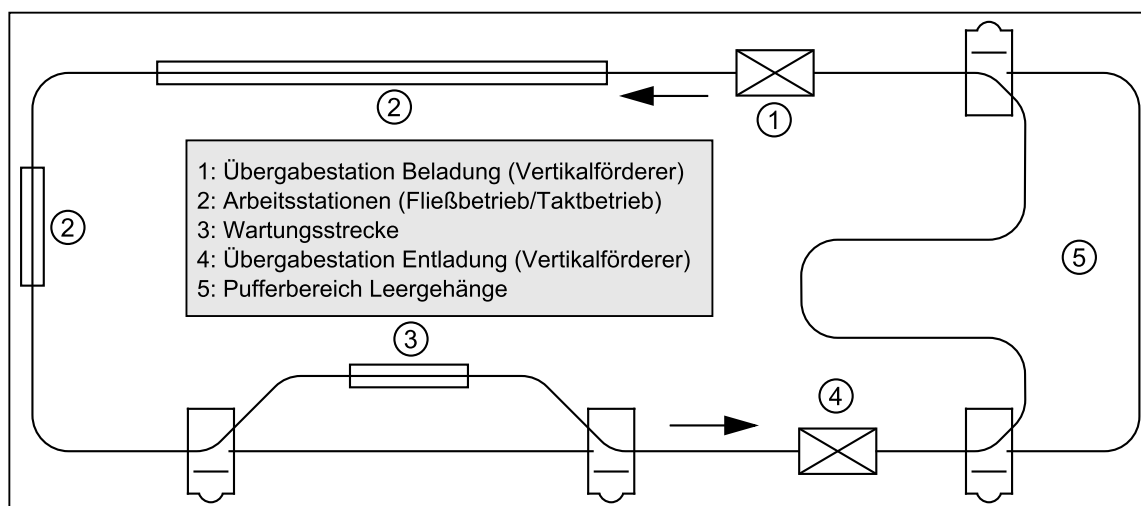 1
2
1: Übergabestation Beladung (Vertikalförderer)
2: Arbeitsstationen (Fließbetrieb/Taktbetrieb)
3: Wartungsstrecke
4: Übergabestation Entladung (Vertikalförderer)
5: Pufferbereich Leergehänge
2
5
3
4